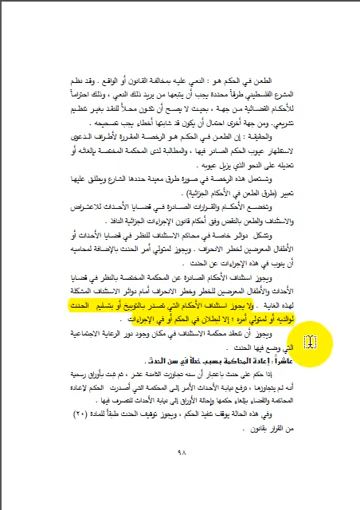 الطعن في الحكم هو : النعي عليه بمخالفة القانون أو الواقع . وقد نظم
المشرع الفلسطيني طرقاً محددة يجب أن يتبعها من يريد ذلك النعي ، وذلك احتراماً
للأحكام القضائية من جهة ، بحيث لا يصح أن تكون محلاً للنقد بغير تنظيم
تشريعي. ومن جهة أخرى احتمال أن يكون قد شابتها أخطاء يجب تصحيحه .
والحقيقة : إن الطعن في الحكم هو الرخصة المقررة لأطراف الدعوى
لاستظهار عيوب الحكم الصادر فيها ، والمطالبة لدى المحكمة المختصة بإلغائه أو
تعديله على النحو الذي يزيل عيوبه .
وتستعمل هذه الرخصة في صورة طرق معينة حددها الشارع ويطلق عليها
تعبير (طرق الطعن في الأحكام الجزائية) .
وتخضع الأحكام والقرارات الصادرة في قضايا الأحداث للاعتراض
والاستئناف والطعن بالنقض وفق أحكام قانون الإجراءات الجزائية النافذ .
وتشكل دوائر خاصة في محاكم الاستئناف للنظر في قضايا الأحداث أو
الأطفال المعرضين لخطر الانحراف . ويجوز لمتولي أمر الحدث بالإضافة لمحاميه
أن ينوب في هذه الإجراءات عن الحدث .
ويجوز استئناف الأحكام الصادرة عن المحكمة المختصة بالنظر في قضايا
الأحداث والأطفال المعرضين للخطر وخطر الانحراف أمام دوائر الاستئناف المشكلة
لهذه الغاية . ولا يجوز استئناف الأحكام التي تصدر بالتوبيخ أو بتسليم الحدث
لوالديه أو لمتولي أمره ؛ إلا لبطلان في الحكم أو في الإجراءات .
ويجوز أن تنعقد محكمة الاستئناف في مكان وجود دور الرعاية الاجتماعية
التي وضع فيها الحدث .
عاشراً : إعادة المحاكمة بسبب خطأ في سن الحدث.
إذا حكم على حدث باعتبار أن سنه تجاوزت الثامنة عشر ، ثم ثبت بأوراق رسمية
أنه لم يتجاوزها ، ترفع نيابة الأحداث الأمر إلى المحكمة التي أصدرت الحكم لإعادة
المحاكمة والقضاء بإلغاء حكمها وإحالة الأوراق إلى نيابة الأحداث للتصرف فيها .
وفي هذه الحالة يوقف تنفيذ الحكم ، ويجوز توقيف الحدث طبقاً للمادة (٢٠)
من القرار بقانون .
٩٨